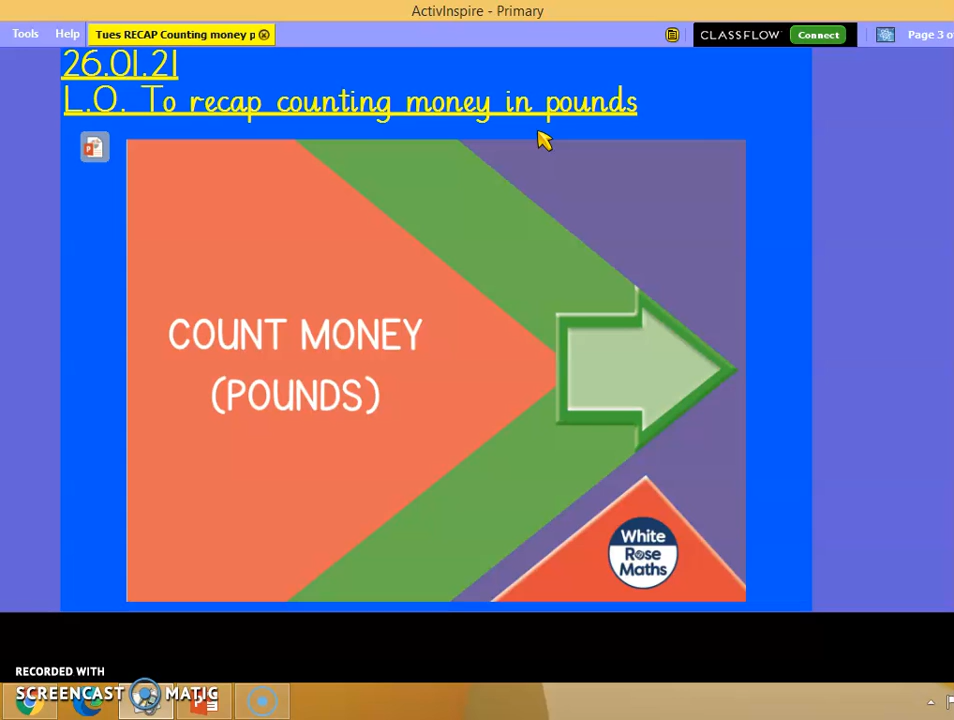 ActivInspire - Primary
Tools Help Tues RECAP Counting money p CLASSFLOW Connect Page 3 o
26.01.21
L.O. To recap counting money in pounds
COUNT MONEY
(POUNDS)
White
Rose
Maths
RECORDED WITH
SCREENCAST MATIC